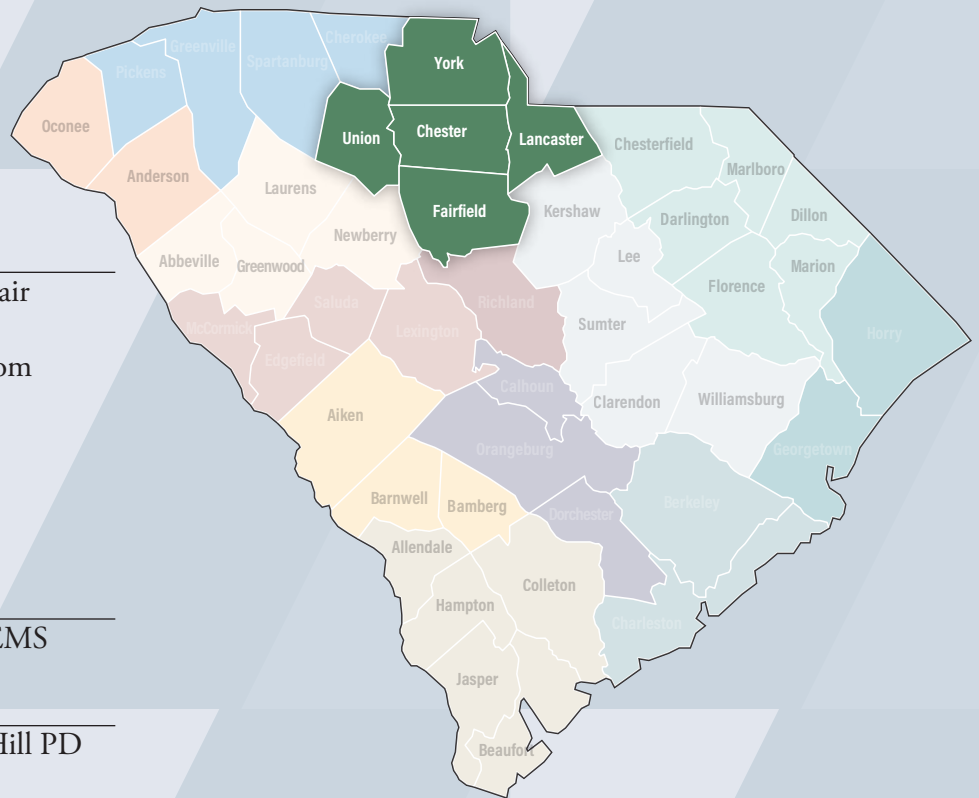 air
om
EMS
Hill PD
Cherokee
Greenville
Spartanburg
Pickens
York
Oconee
Union
Chester
Lancaster
Chesterfield
Anderson
Marlboro
Laurens
Fairfield
Kershaw
Darlington
Dillon
Newberry
Lee
Abbeville
Greenwood
Marion
Florence
Saluda
Richland
McCormick
Lexington
Sumter
Horry
Edgefield
Calhoun
Aiken
Clarendon
Williamsburg
Orangeburg
Georgetown
Barnwell
Bamberg
Berkeley
Dorchester
Allendale
Colleton
Hampton
Charleston
Jasper
Beaufort